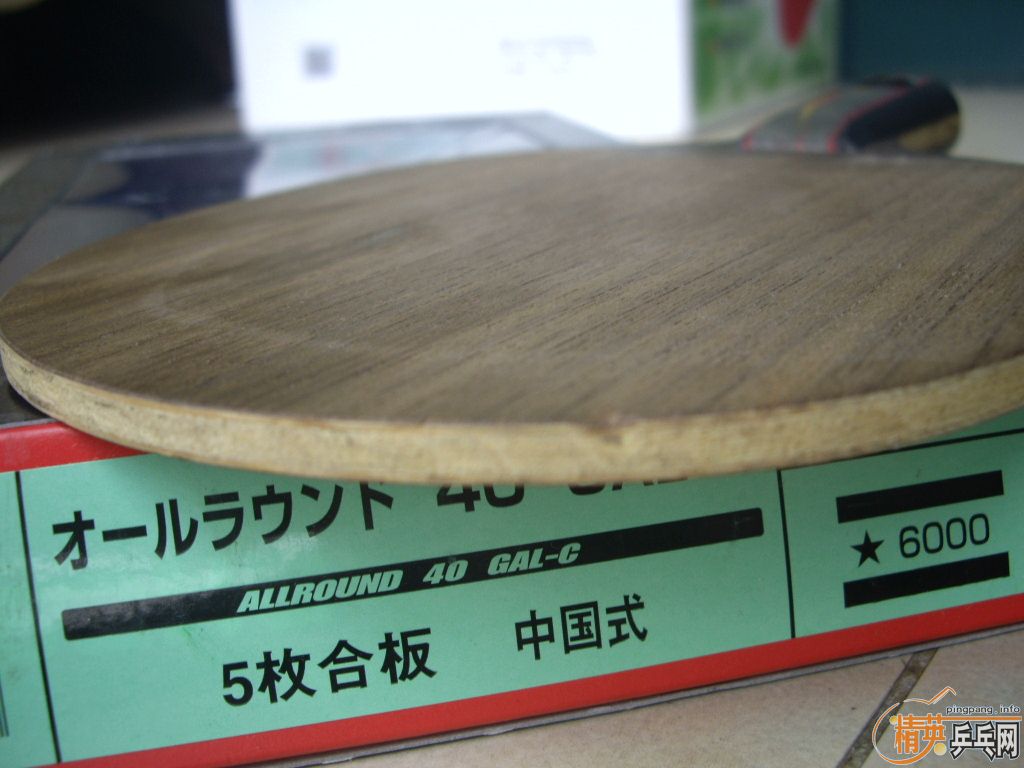 オールラウンド 40 GAL
ALLROUND 40 GAL-C
5枚合板 中国式
★ 6000
pingpang.info
精英乒乓网